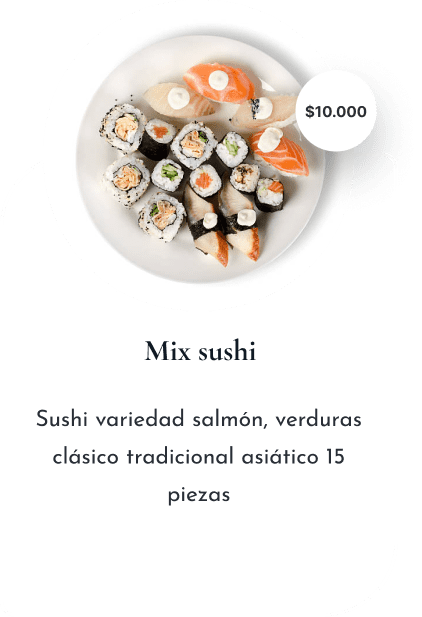 $10.000
Mix sushi
Sushi variedad salmón, verduras
clásico tradicional asiático 15
piezas